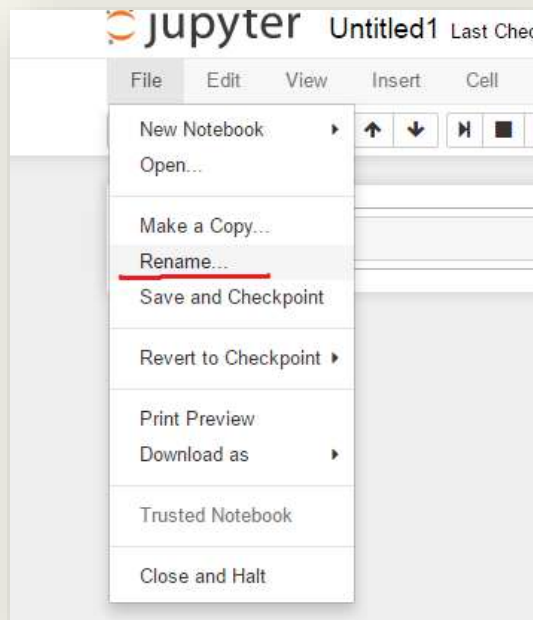 jupyter Untitled1 Last Chec
File Edit View Insert Cell
New Notebook
Open...
Make a Copy...
Rename...
Save and Checkpoint
Revert to Checkpoint
Print Preview
Download as
Trusted Notebook
Close and Halt